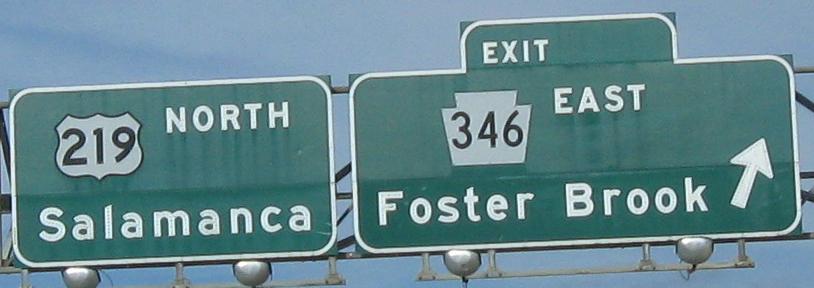 219 NORTH
Salamanca
EXIT
346 EAST
Foster Brook